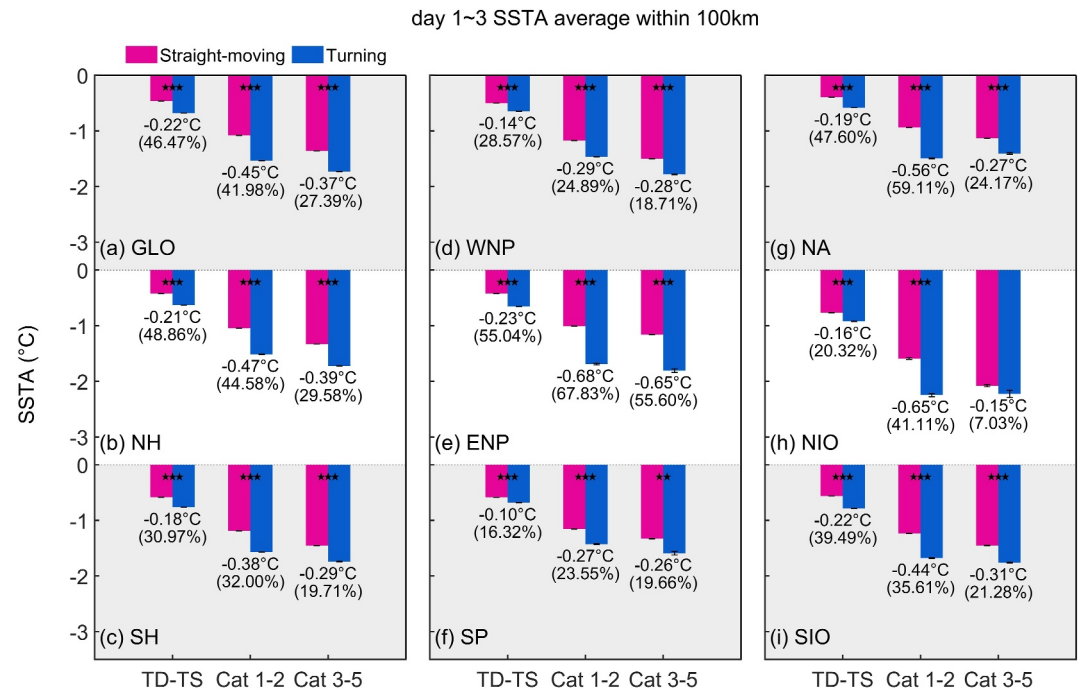 day 1~3 SSTA average within 100km
Straight-moving Turning
SSTA (°C)
0
-1
-2
-3
★★★ ★★★ ★★★
-0.22°C
(46.47%)
-0.45°C
(41.98%)
-0.37°C
(27.39%)
(a) GLO
★★★ ★★★ ★★★
-0.14°C
(28.57%)
-0.29°C
(24.89%)
-0.28°C
(18.71%)
(d) WNP
★★★ ★★★ ★★★
-0.19°C
(47.60%)
-0.56°C
(59.11%)
-0.27°C
(24.17%)
(g) NA
0
-1
-2
-3
★★★ ★★★ ★★★
-0.21°C
(48.86%)
-0.47°C
(44.58%)
-0.39°C
(29.58%)
(b) NH
★★★ ★★★ ★★★
-0.23°C
(55.04%)
-0.68°C
(67.83%)
-0.65°C
(55.60%)
(e) ENP
★★★ ★★★
-0.16°C
(20.32%)
-0.65°C
(41.11%)
-0.15°C
(7.03%)
(h) NIO
0
-1
-2
-3
★★★ ★★★ ★★★
-0.18°C
(30.97%)
-0.38°C
(32.00%)
-0.29°C
(19.71%)
(c) SH
★★★ ★★★ ★★
-0.10°C
(16.32%)
-0.27°C
(23.55%)
-0.26°C
(19.66%)
(f) SP
★★★ ★★★ ★★★
-0.22°C
(39.49%)
-0.44°C
(35.61%)
-0.31°C
(21.28%)
(i) SIO
TD-TS Cat 1-2 Cat 3-5
TD-TS Cat 1-2 Cat 3-5
TD-TS Cat 1-2 Cat 3-5